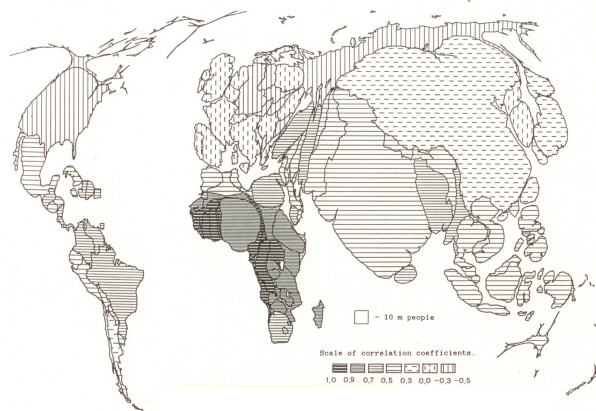 - 10 m people
Scale of correlation coefficients.
1,0 0,9 0,7 0,5 0,3 0,0 -0,3 -0,5